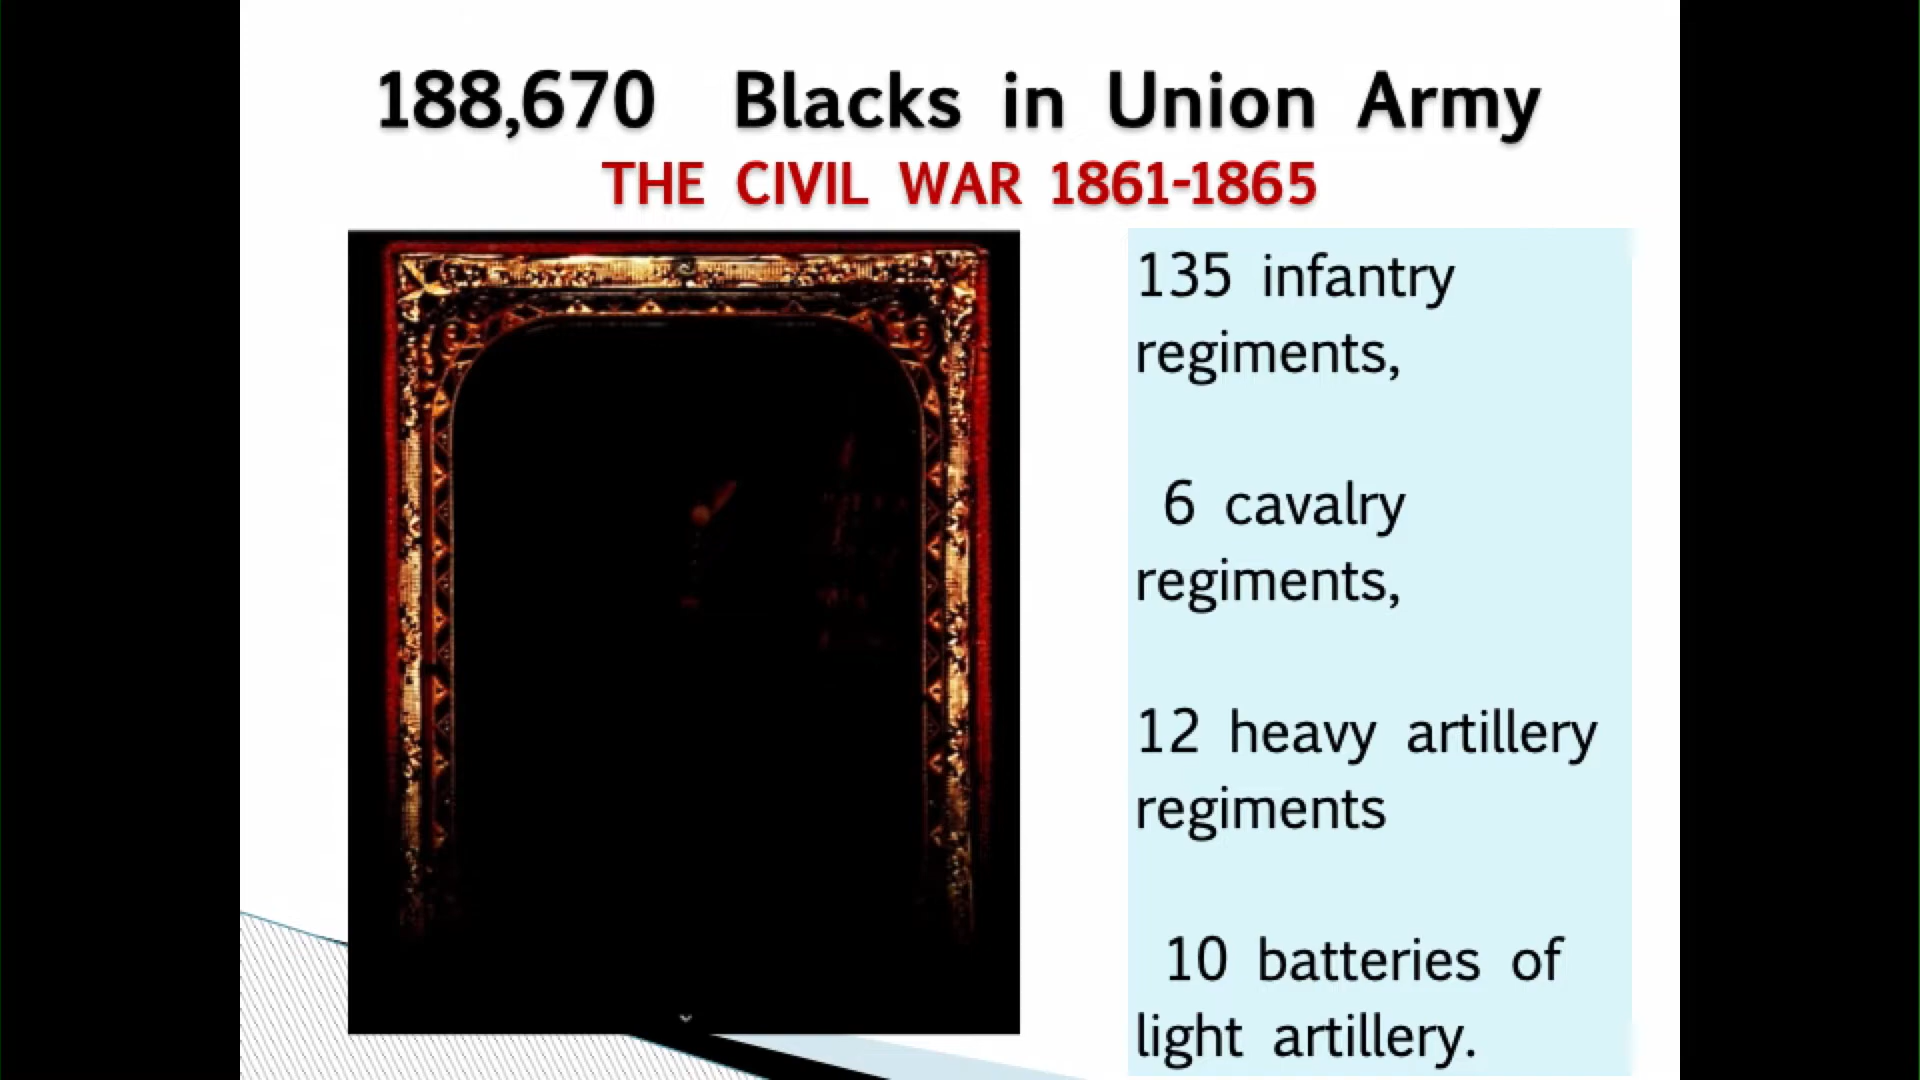 188,670 Blacks in Union Army
THE CIVIL WAR 1861-1865
135 infantry
regiments,
6 cavalry
regiments,
12 heavy artillery
regiments
10 batteries of
light artillery.